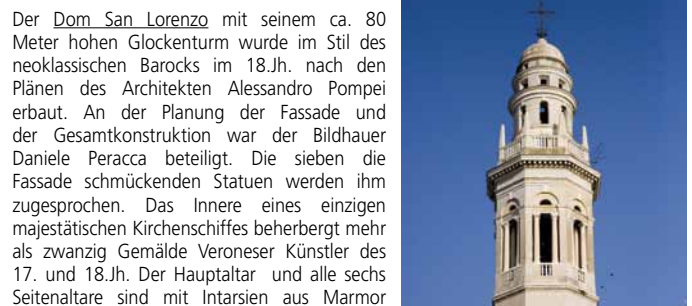 Der Dom San Lorenzo mit seinem ca. 80
Meter hohen Glockenturm wurde im Stil des
neoklassischen Barocks im 18.Jh. nach den
Plänen des Architekten Alessandro Pompei
erbaut. An der Planung der Fassade und
der Gesamtkonstruktion war der Bildhauer
Daniele Peracca beteiligt. Die sieben die
Fassade schmückenden Statuen werden ihm
zugesprochen. Das Innere eines einzigen
majestätischen Kirchenschiffes beherbergt mehr
als zwanzig Gemälde Veroneser Künstler des
17. und 18.Jh. Der Hauptaltar und alle sechs
Seitenaltare sind mit Intarsien aus Marmor